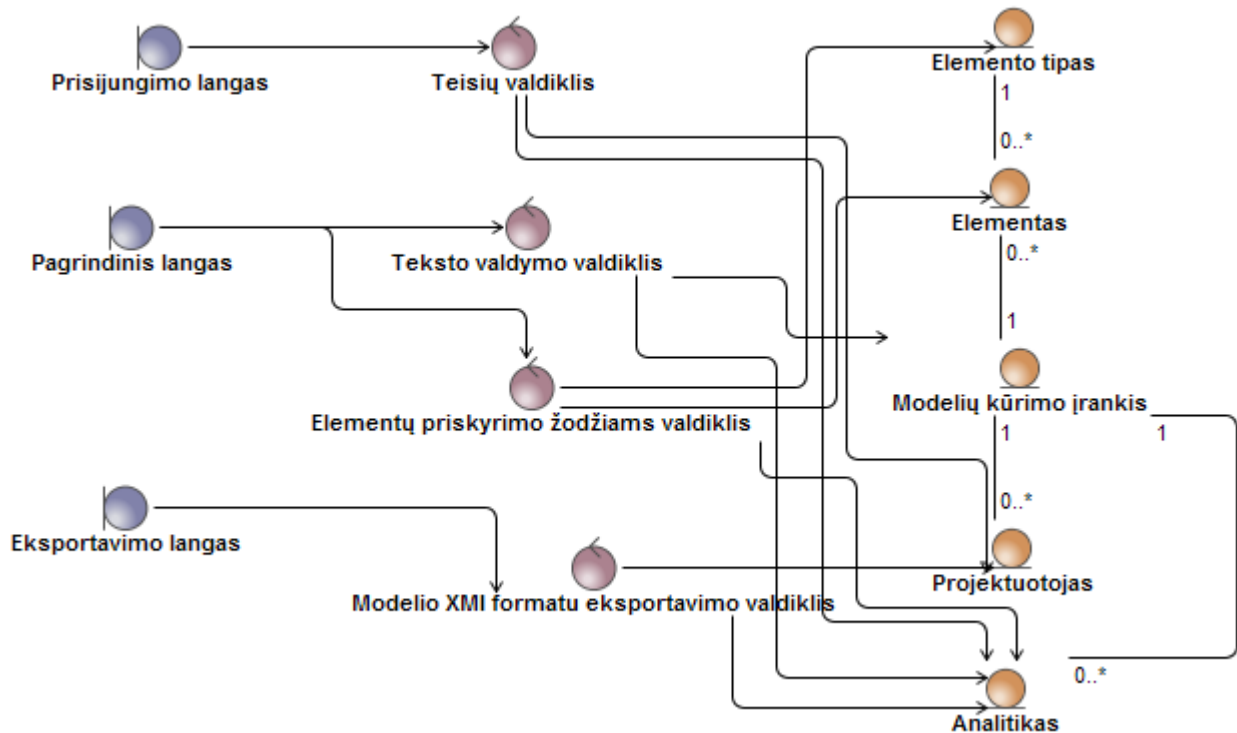 Elemento tipas
Prisijungimo langas
Teisių valdiklis
1
0..*
Elementas
0..*
Pagrindinis langas
Teksto valdymo valdiklis
1
Modelių kūrimo įrankis
Elementų priskyrimo žodžiams valdiklis
1
1
0..*
Eksportavimo langas
Projektuotojas
Modelio XMI formatu eksportavimo valdiklis
0..*
Analitikas